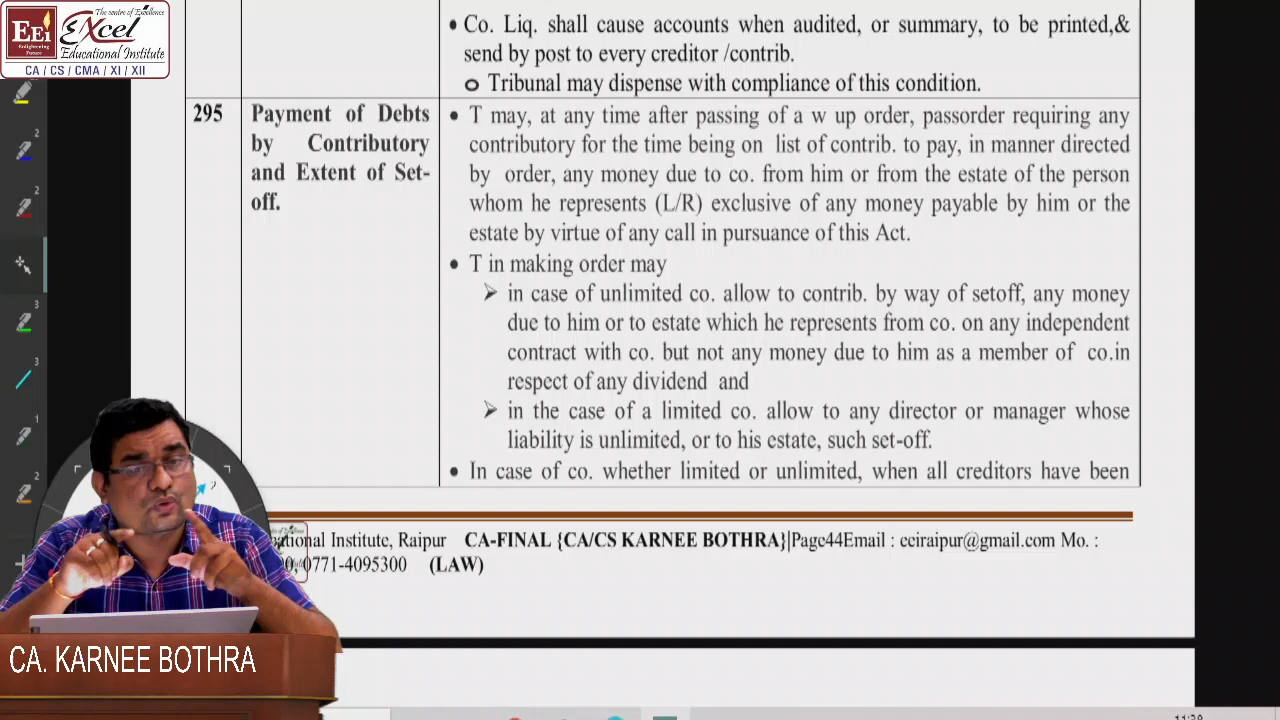 The centre of Excellence
EEi
Enlightening Futures
Excel
Educational Institute
CA / CS / CMA / XI / XII
• Co. Liq. shall cause accounts when audited, or summary, to be printed,& send by post to every creditor /contrib.
o Tribunal may dispense with compliance of this condition.
295
Payment of Debts
by Contributory
and Extent of Set-
off.
• T may, at any time after passing of a w up order, passorder requiring any
contributory for the time being on list of contrib. to pay, in manner directed
by order, any money due to co. from him or from the estate of the person
whom he represents (L/R) exclusive of any money payable by him or the
estate by virtue of any call in pursuance of this Act.
• T in making order may
➢ in case of unlimited co. allow to contrib. by way of setoff, any money
due to him or to estate which he represents from co. on any independent
contract with co. but not any money due to him as a member of co.in
respect of any dividend and
➢ in the case of a limited co. allow to any director or manager whose
liability is unlimited, or to his estate, such set-off.
• In case of co. whether limited or unlimited, when all creditors have been
Institute, Raipur CA-FINAL {CA/CS KARNEE BOTHRA}|Page44Email : eeiraipur@gmail.com Mo. :
0771-4095300 (LAW)
CA. KARNEE BOTHRA